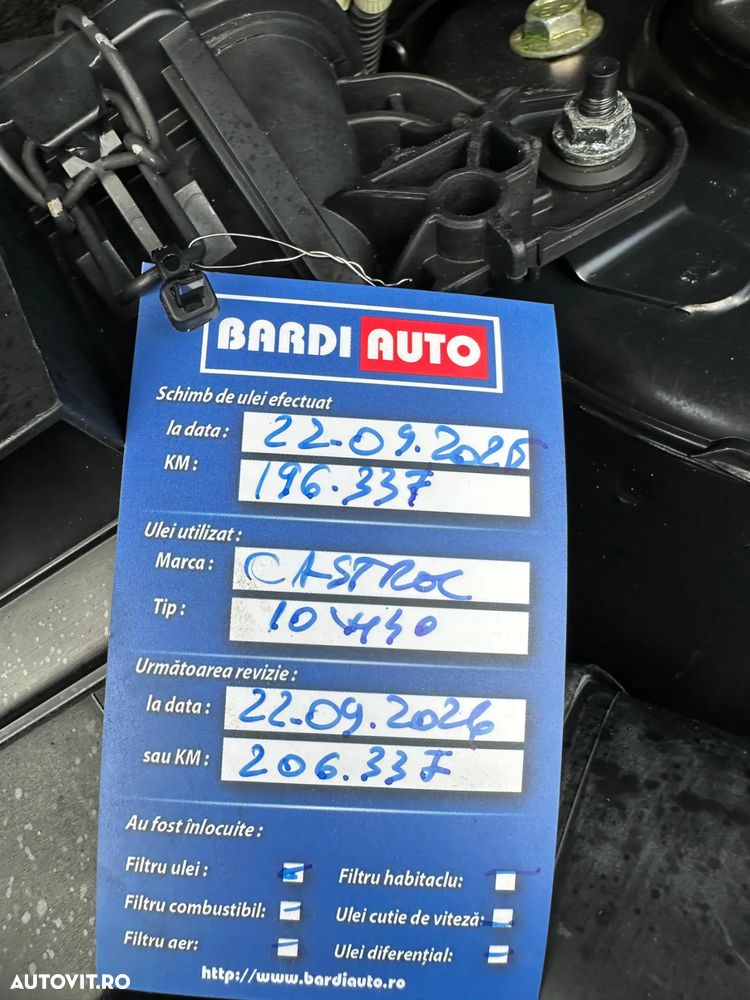 BARDI AUTO
Schimb de ulei efectuat
la data : 22-09.2025
KM : 196.337
Ulei utilizat :
Marca : CASTROL
Tip : 10W40
Următoarea revizie :
la data : 22-09.2026
sau KM : 206.337
Au fost înlocuite :
Filtru ulei : Filtru habitaclu:
Filtru combustibil: Ulei cutie de viteză:
Filtru aer: Ulei diferențial:
http://www.bardiauto.ro
AUTOVIT.RO